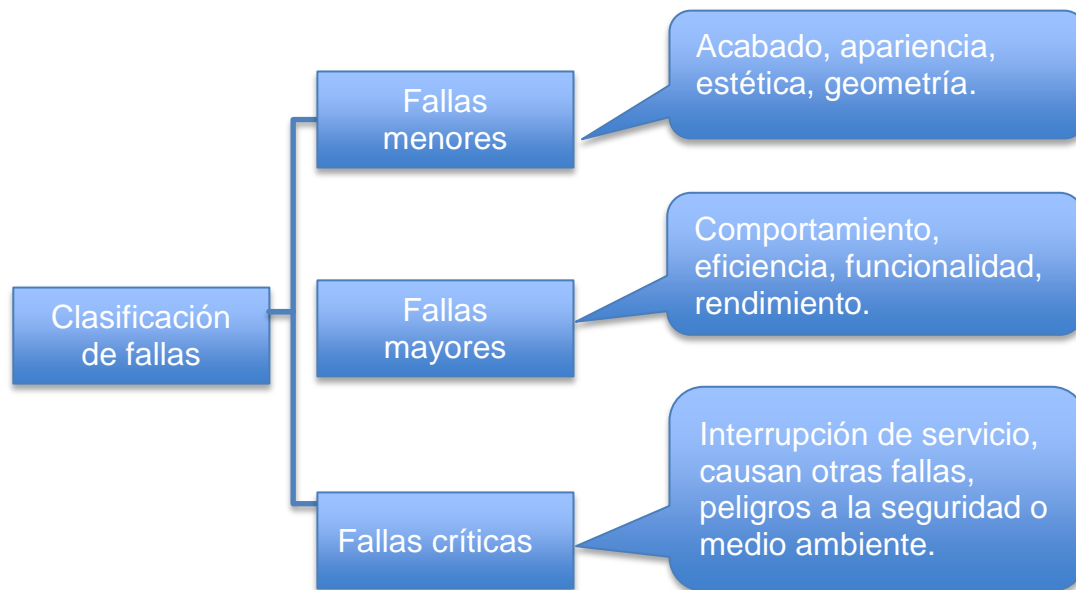 Clasificación
de fallas
Fallas
menores
Acabado, apariencia,
estética, geometría.
Fallas
mayores
Comportamiento,
eficiencia, funcionalidad,
rendimiento.
Fallas críticas
Interrupción de servicio,
causan otras fallas,
peligros a la seguridad o
medio ambiente.